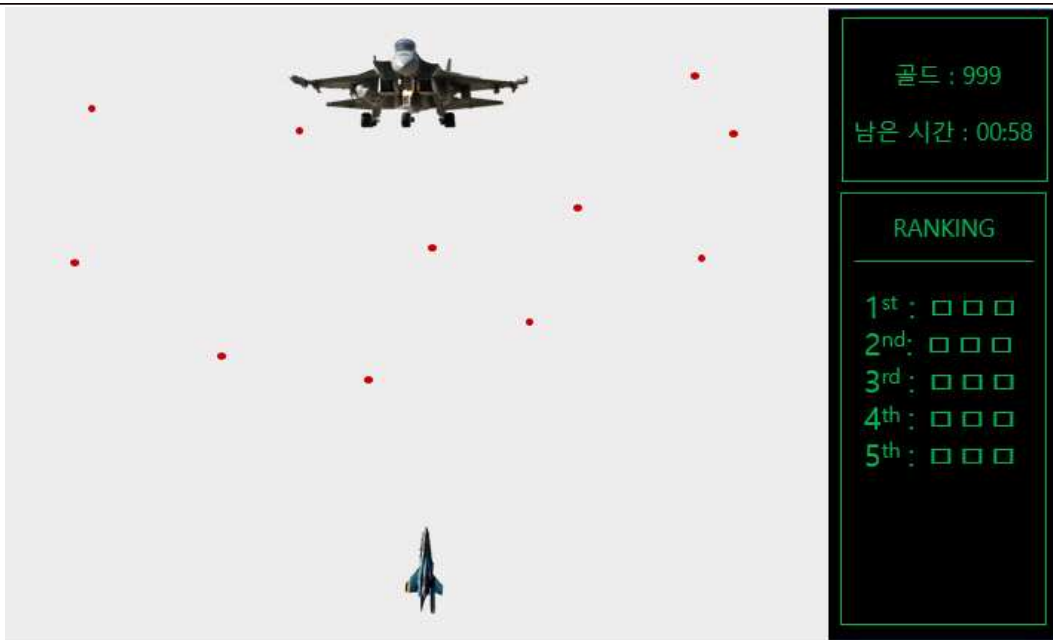 골드 : 999
남은 시간 : 00:58
RANKING
1st : ㅁ ㅁ ㅁ
2nd: ㅁ ㅁ ㅁ
3rd : ㅁ ㅁ ㅁ
4th : ㅁ ㅁ ㅁ
5th : ㅁ ㅁ ㅁ